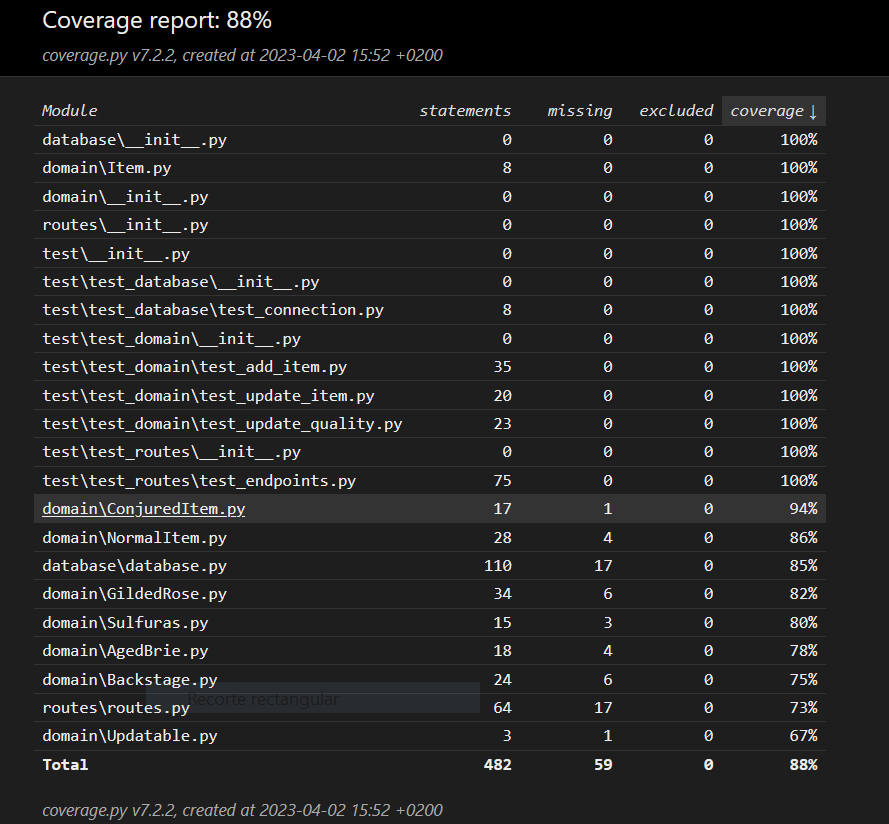 Coverage report: 88%
coverage.py v7.2.2, created at 2023-04-02 15:52 +0200
Module statements missing excluded coverage ↓
database\__init__.py 0 0 0 100%
domain\Item.py 8 0 0 100%
domain\__init__.py 0 0 0 100%
routes\__init__.py 0 0 0 100%
test\__init__.py 0 0 0 100%
test\test_database\__init__.py 0 0 0 100%
test\test_database\test_connection.py 8 0 0 100%
test\test_domain\__init__.py 0 0 0 100%
test\test_domain\test_add_item.py 35 0 0 100%
test\test_domain\test_update_item.py 20 0 0 100%
test\test_domain\test_update_quality.py 23 0 0 100%
test\test_routes\__init__.py 0 0 0 100%
test\test_routes\test_endpoints.py 75 0 0 100%
domain\ConjuredItem.py 17 1 0 94%
domain\NormalItem.py 28 4 0 86%
database\database.py 110 17 0 85%
domain\GildedRose.py 34 6 0 82%
domain\Sulfuras.py 15 3 0 80%
domain\AgedBrie.py 18 4 0 78%
domain\Backstage.py 24 6 0 75%
Recorte rectangular
routes\routes.py 64 17 0 73%
domain\Updatable.py 3 1 0 67%
Total 482 59 0 88%
coverage.py v7.2.2, created at 2023-04-02 15:52 +0200